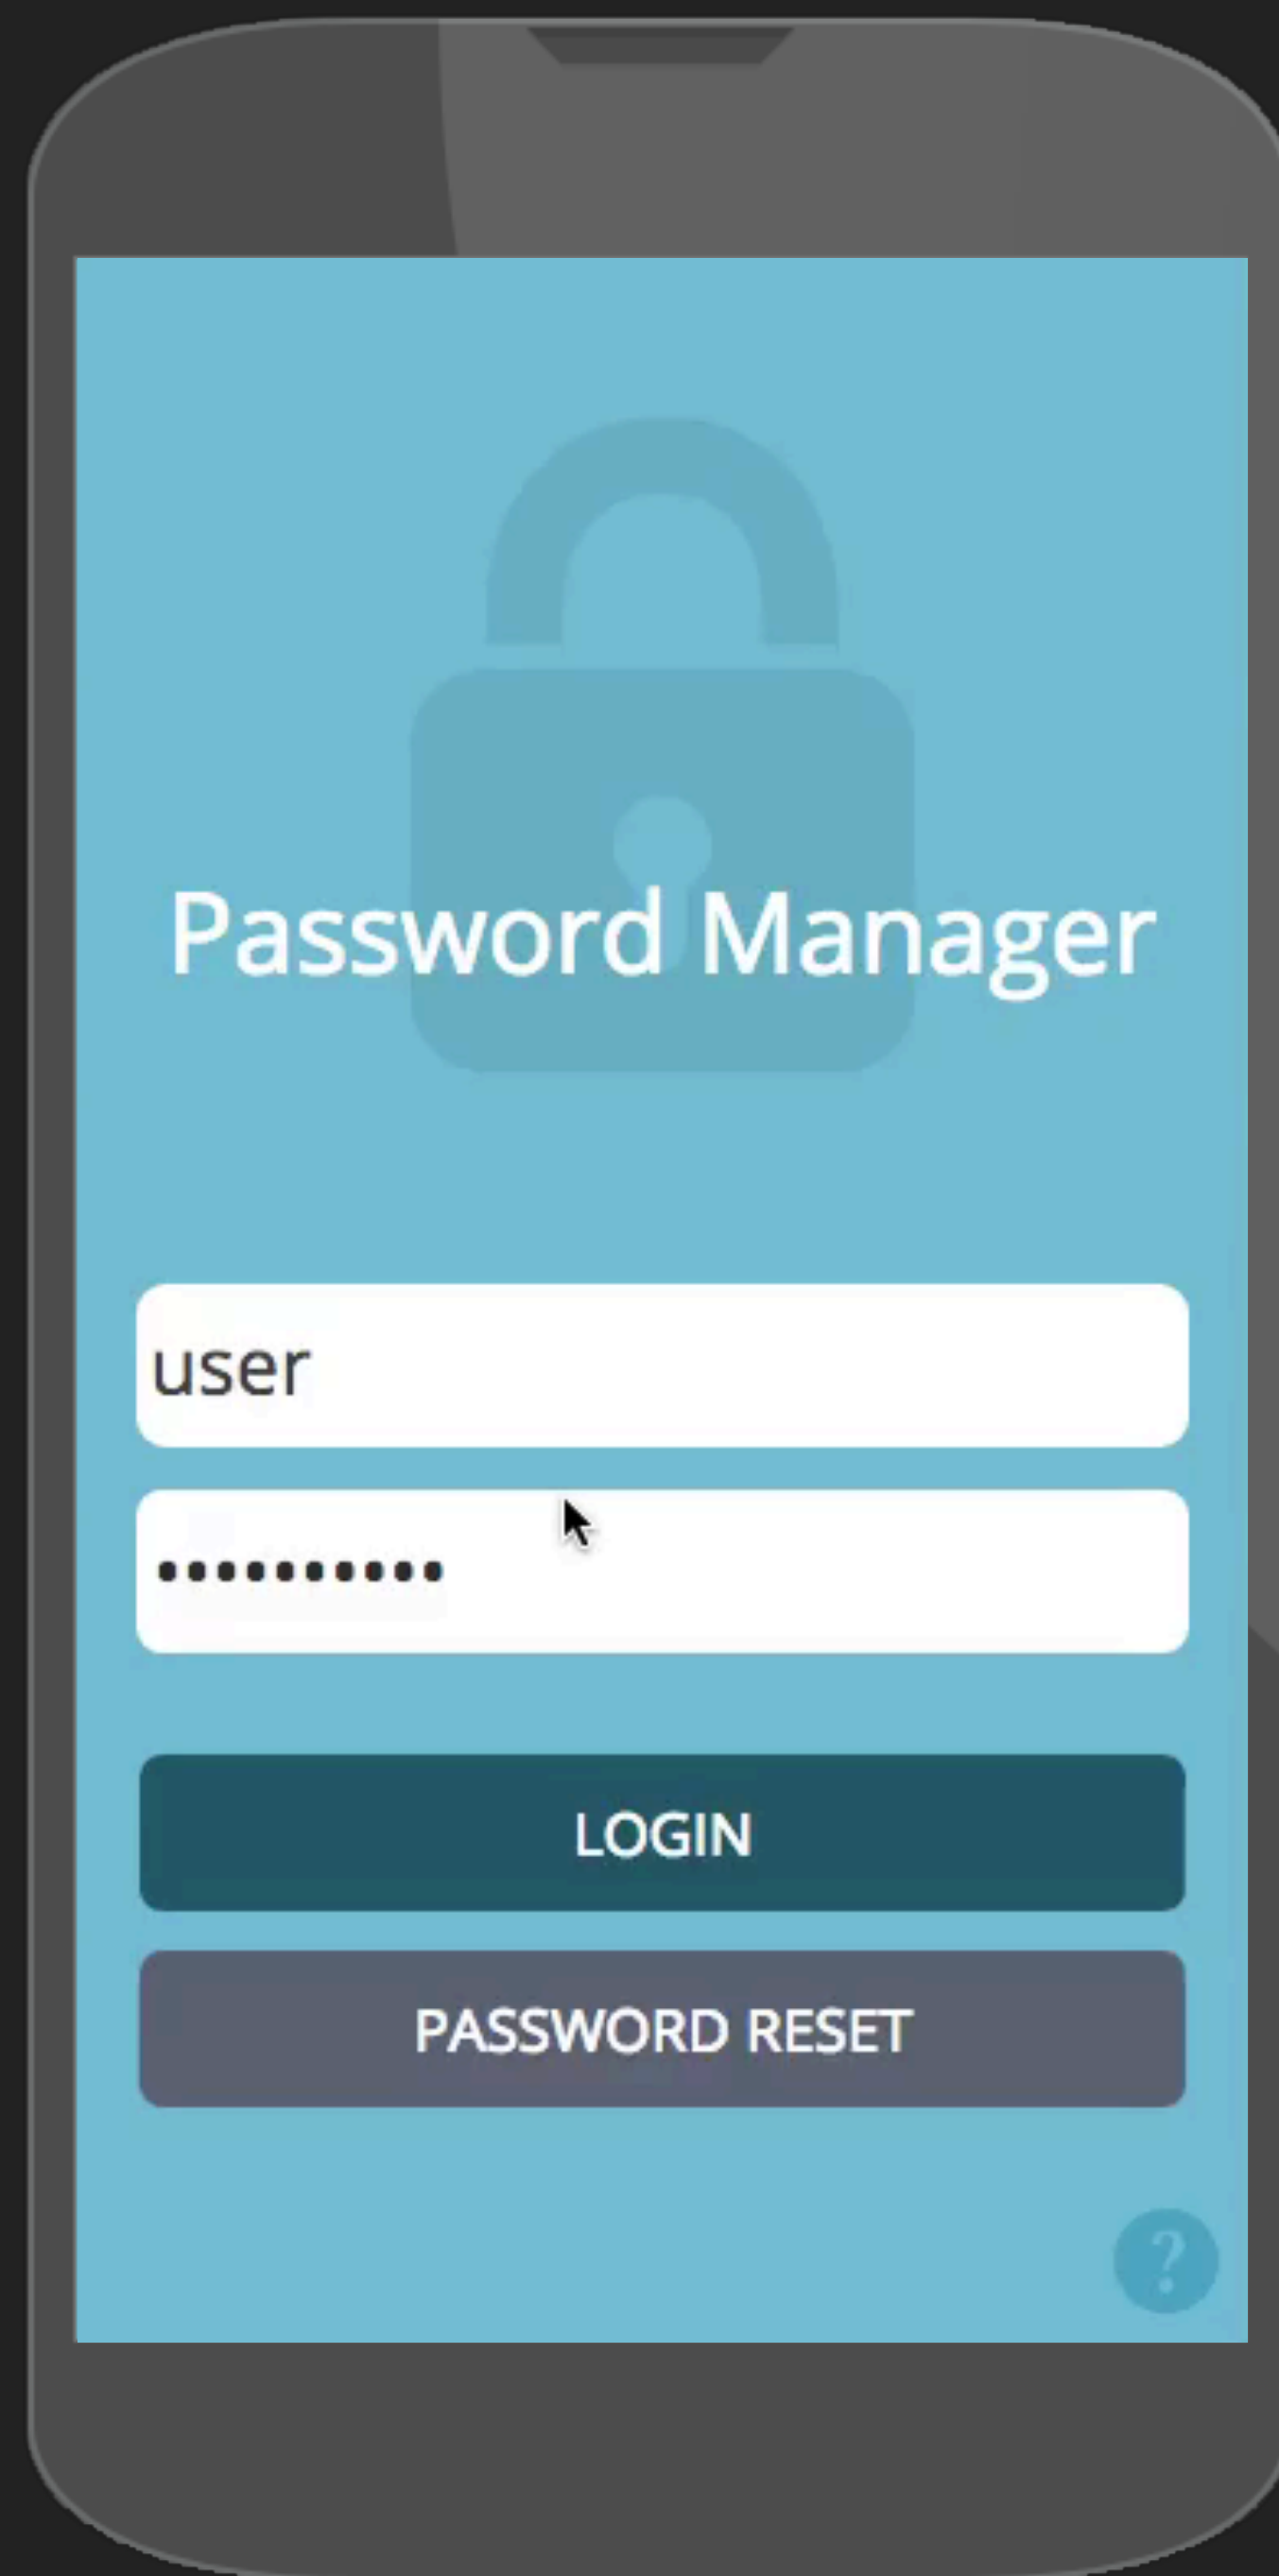 Password Manager
user
••••••••••
LOGIN
PASSWORD RESET
?